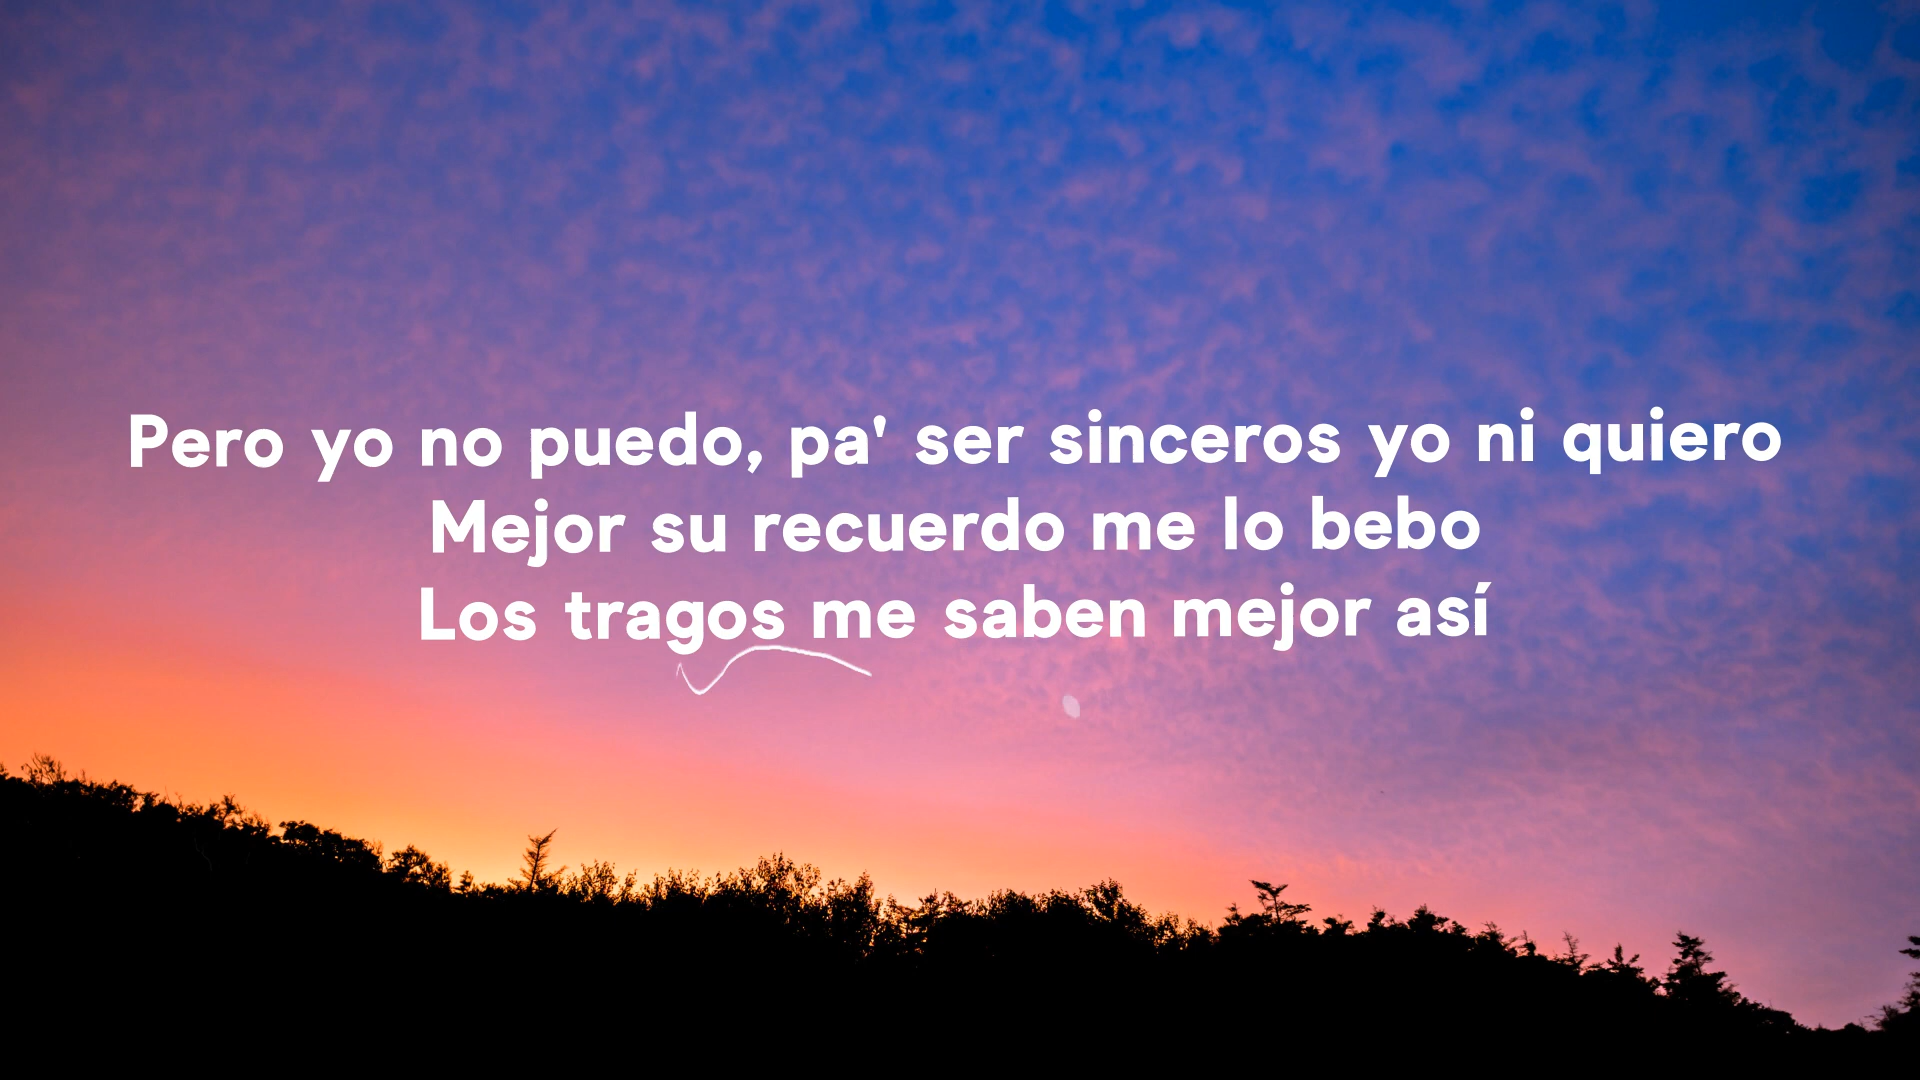 Pero yo no puedo, pa' ser sinceros yo ni quiero
Mejor su recuerdo me lo bebo
Los tragos me saben mejor así